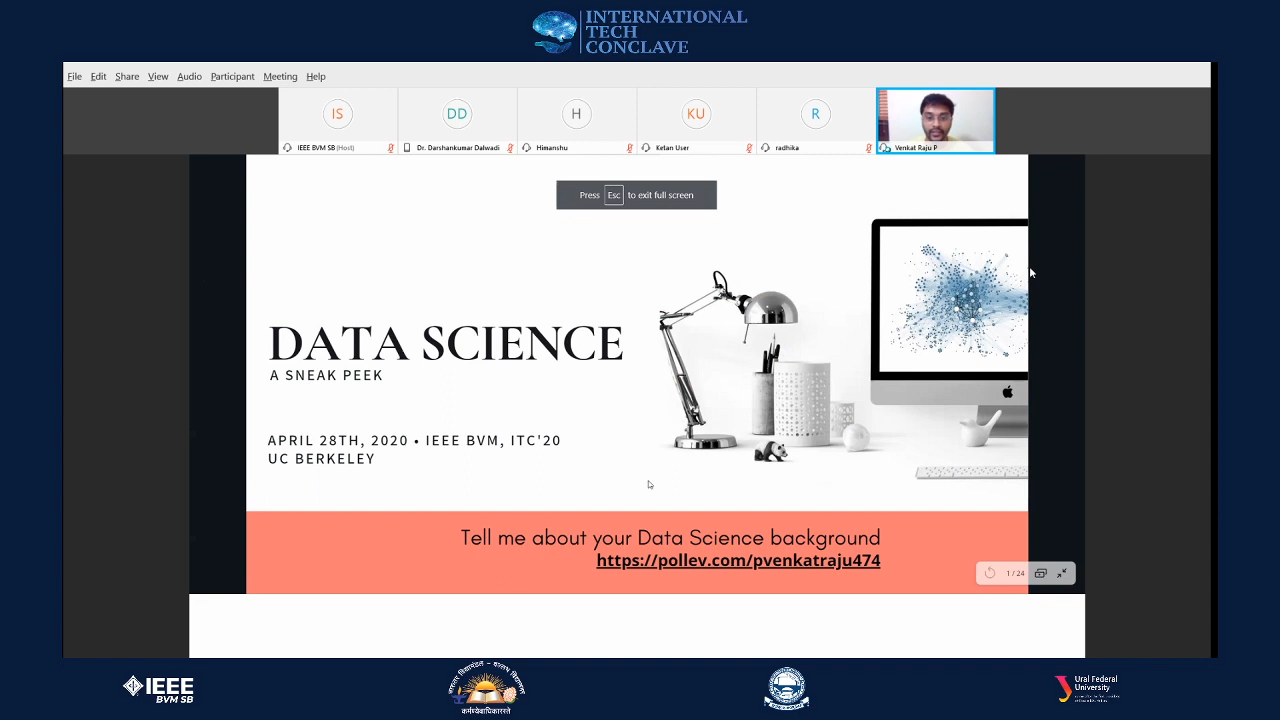 INTERNATIONAL
TECH
CONCLAVE
File Edit Share View Audio Participant Meeting Help
IS DD H KU R
IEEE BVM SB (Host) Dr. Darshankumar Dalwadi Himanshu Ketan User radhika Venkat Raju P
Press Esc to exit full screen
DATA SCIENCE
A SNEAK PEEK
APRIL 28TH, 2020 • IEEE BVM, ITC'20
UC BERKELEY
Tell me about your Data Science background
https://pollev.com/pvenkatraju474
1 / 24
IEEE
BVM SB
कर्मण्येवाधिकारस्ते
Ural Federal
University